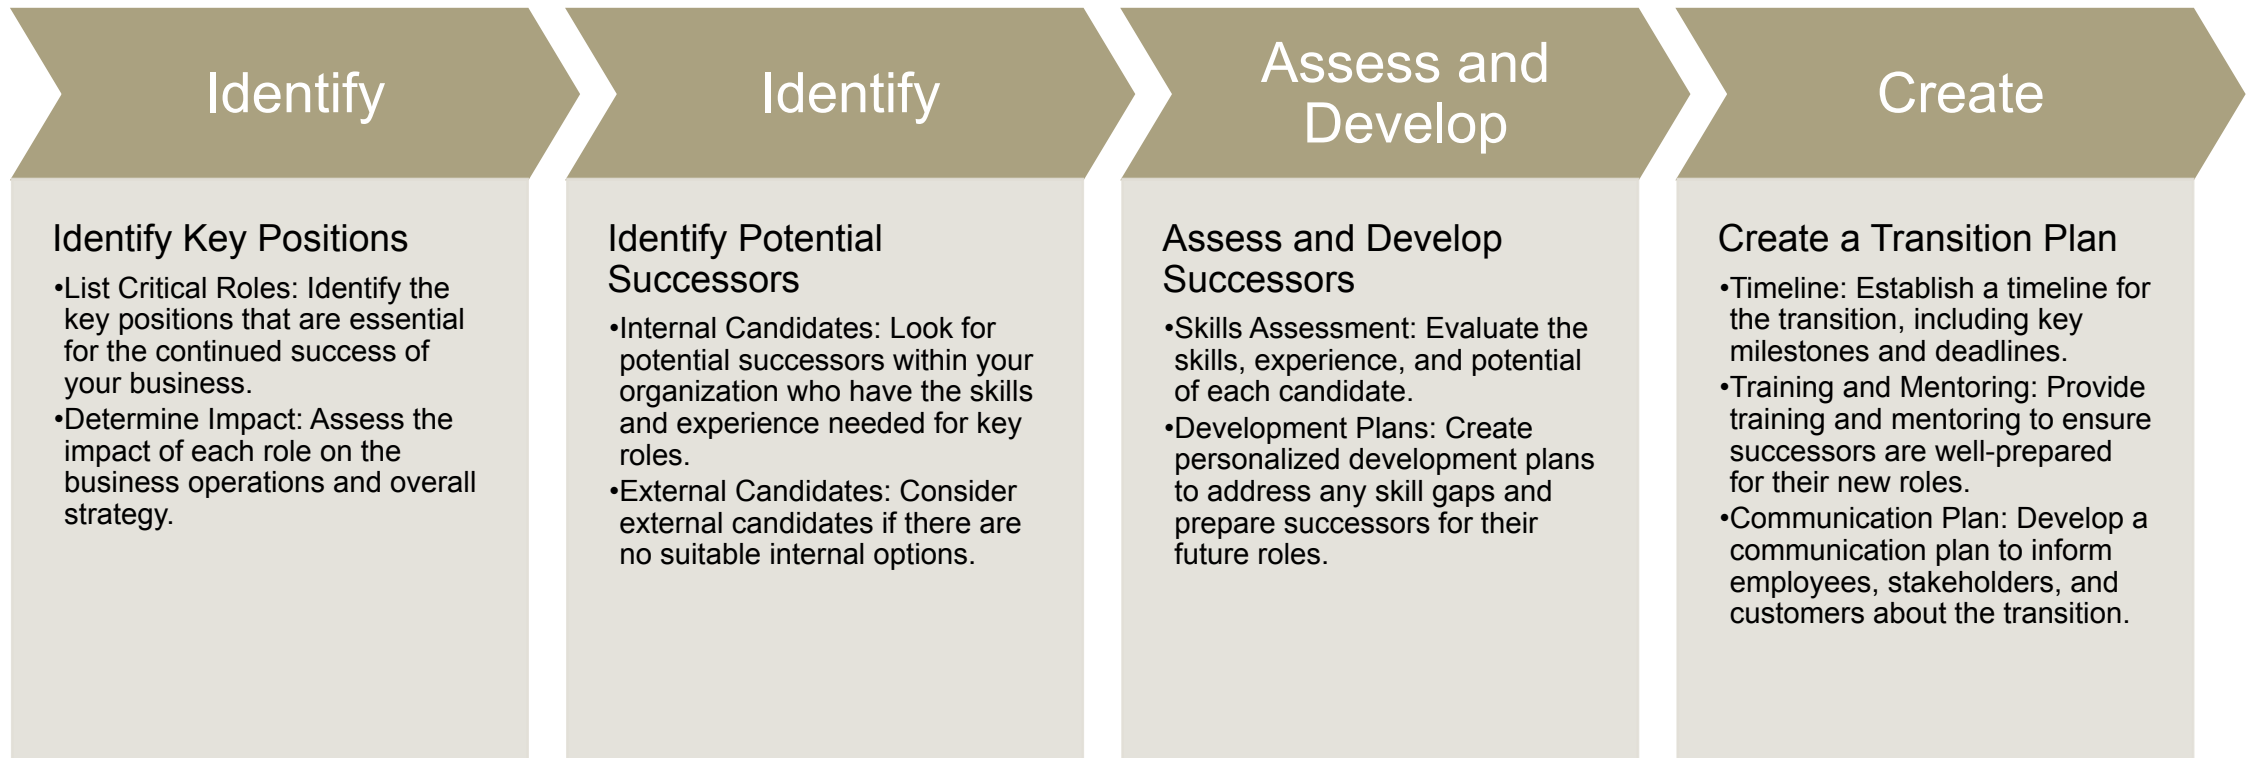 Identify
Identify Key Positions
•List Critical Roles: Identify the
key positions that are essential
for the continued success of
your business.
•Determine Impact: Assess the
impact of each role on the
business operations and overall
strategy.
Identify
Identify Potential
Successors
•Internal Candidates: Look for
potential successors within your
organization who have the skills
and experience needed for key
roles.
•External Candidates: Consider
external candidates if there are
no suitable internal options.
Assess and
Develop
Assess and Develop
Successors
•Skills Assessment: Evaluate the
skills, experience, and potential
of each candidate.
•Development Plans: Create
personalized development plans
to address any skill gaps and
prepare successors for their
future roles.
Create
Create a Transition Plan
•Timeline: Establish a timeline for
the transition, including key
milestones and deadlines.
•Training and Mentoring: Provide
training and mentoring to ensure
successors are well-prepared
for their new roles.
•Communication Plan: Develop a
communication plan to inform
employees, stakeholders, and
customers about the transition.